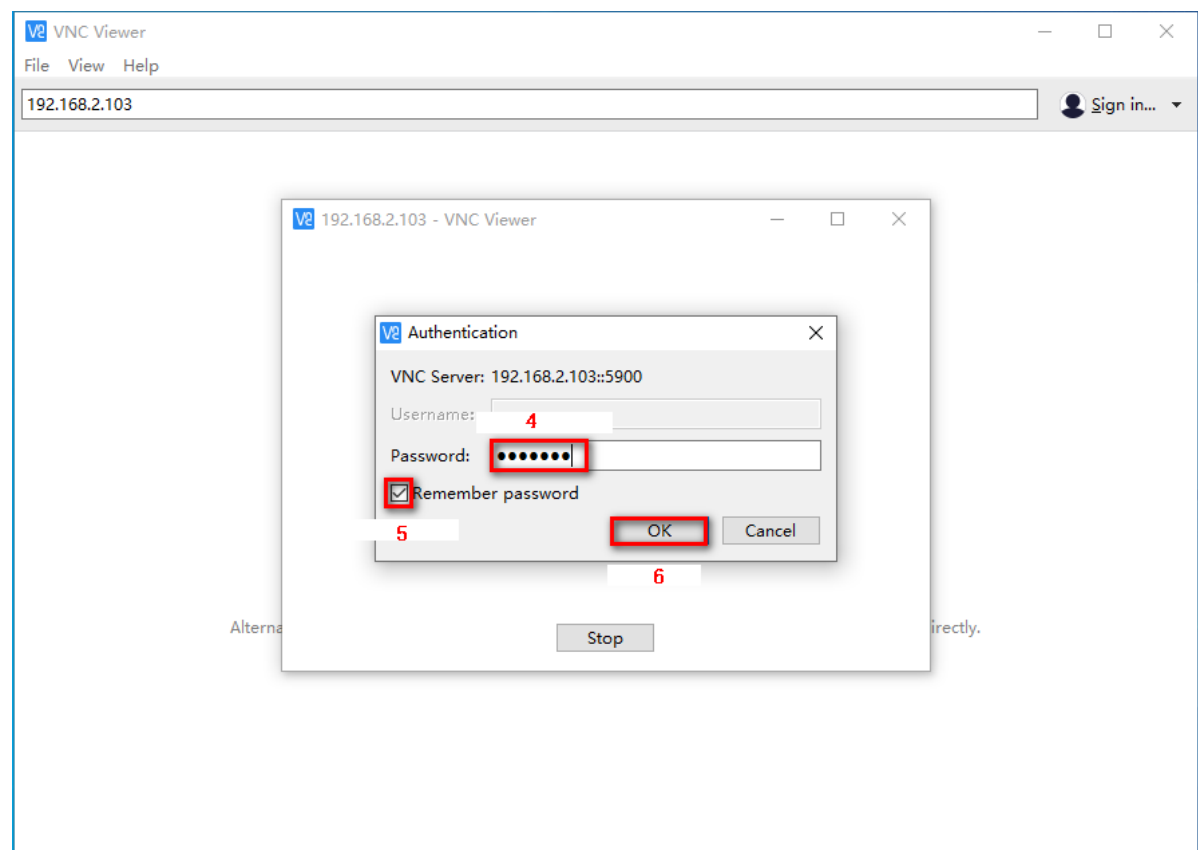 VNC Viewer
File View Help
192.168.2.103
Sign in...
192.168.2.103 - VNC Viewer
Authentication
VNC Server: 192.168.2.103::5900
Username:
4
Password: ●●●●●●●
Remember password
5
OK
Cancel
6
Alterna
irectly.
Stop